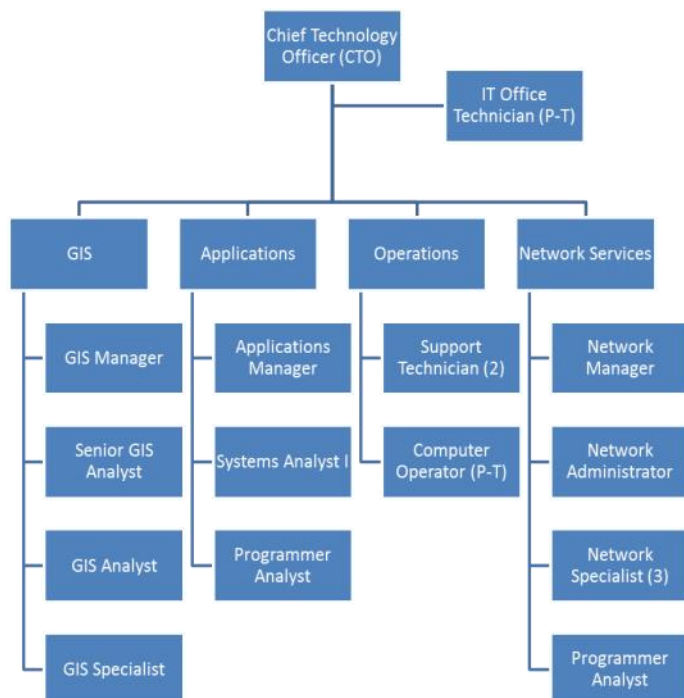 Chief Technology
Officer (CTO)
IT Office
Technician (P-T)
GIS
Applications
Operations
Network Services
GIS Manager
Senior GIS
Analyst
GIS Analyst
GIS Specialist
Applications
Manager
Systems Analyst I
Programmer
Analyst
Support
Technician (2)
Computer
Operator (P-T)
Network
Manager
Network
Administrator
Network
Specialist (3)
Programmer
Analyst